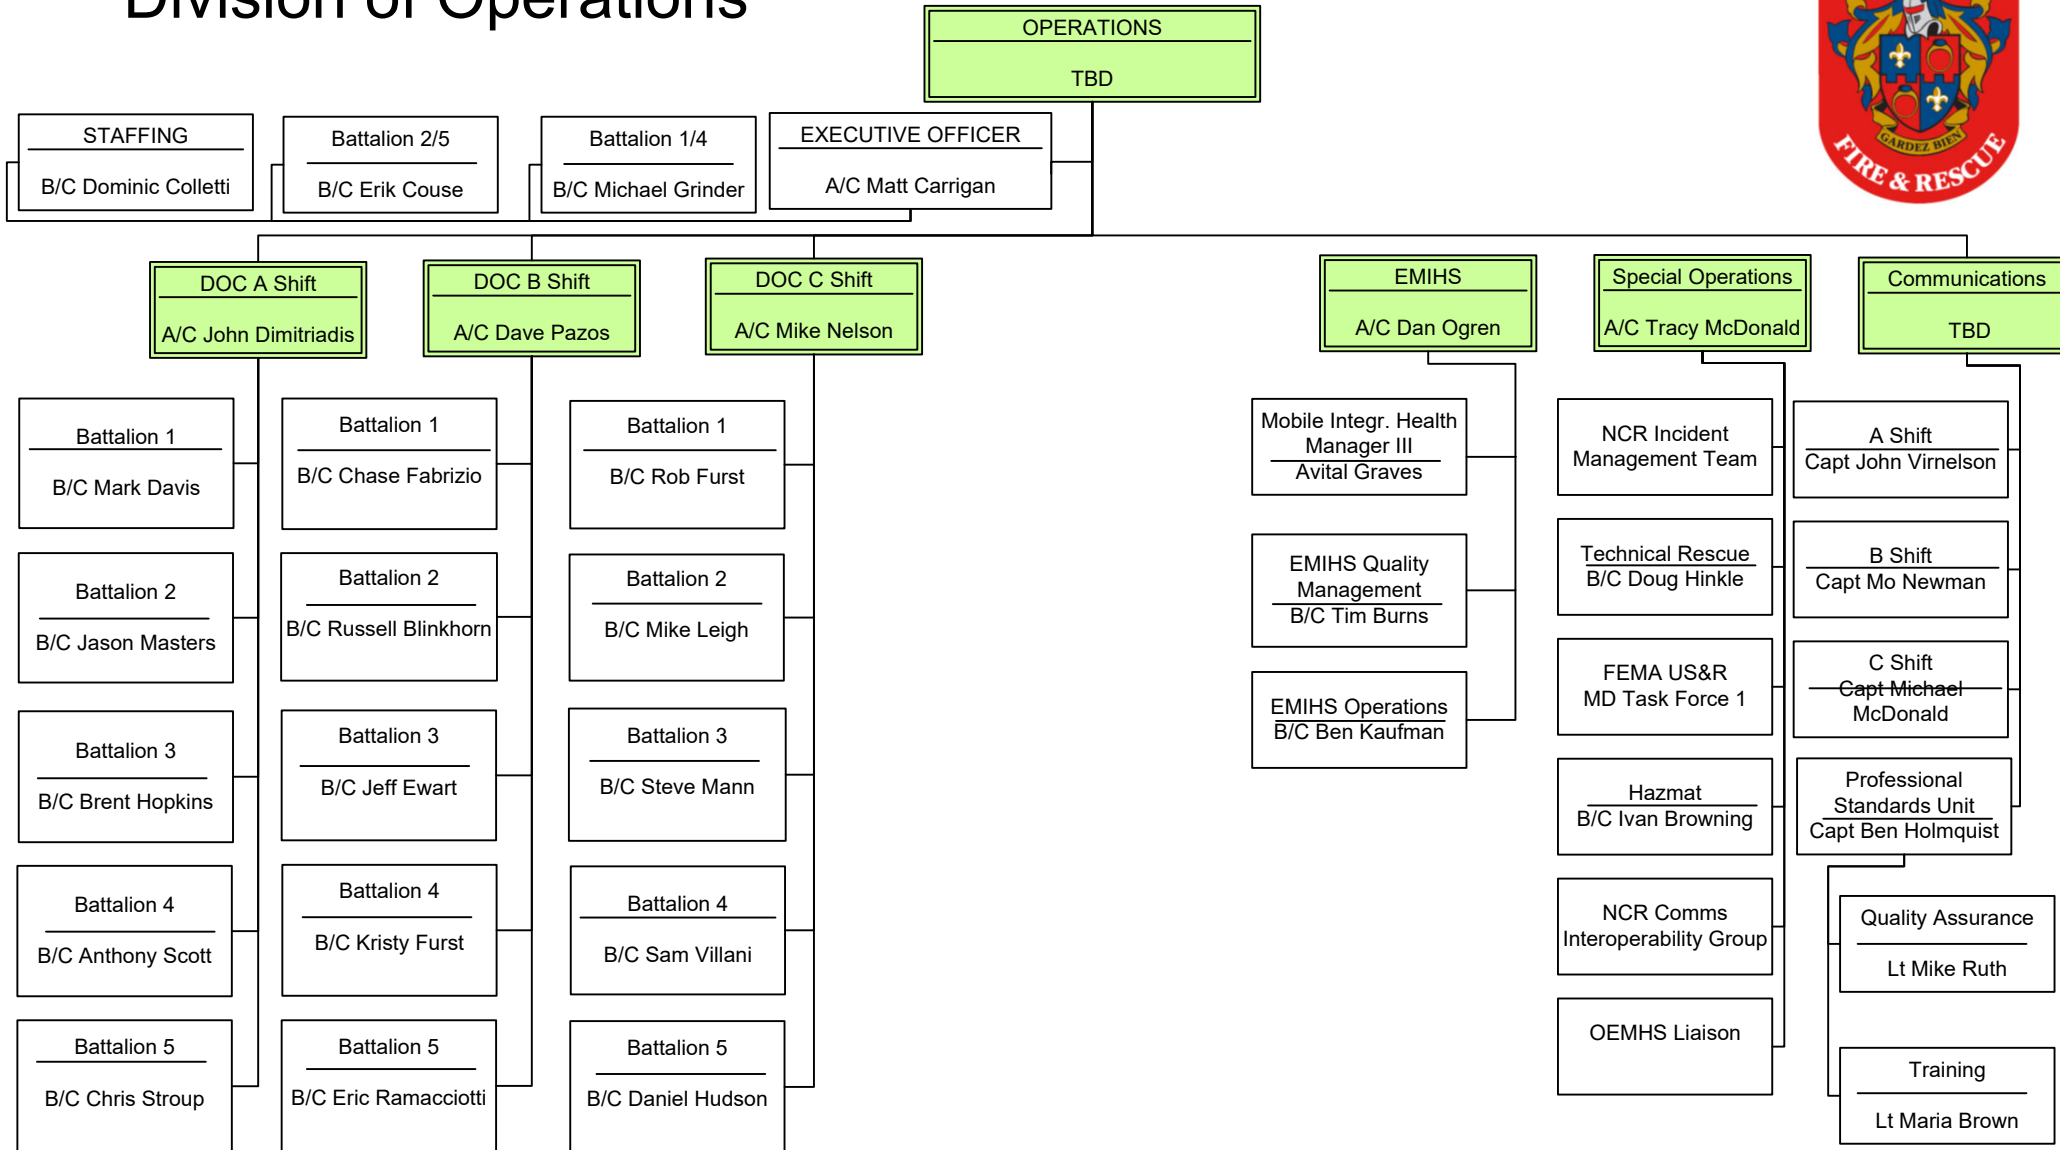 Division of Operations
OPERATIONS
TBD
STAFFING
B/C Dominic Colletti
Battalion 2/5
B/C Erik Couse
Battalion 1/4
B/C Michael Grinder
EXECUTIVE OFFICER
A/C Matt Carrigan
GARDEZ BIEN
FIRE & RESCUE
DOC A Shift
A/C John Dimitriadis
DOC B Shift
A/C Dave Pazos
DOC C Shift
A/C Mike Nelson
EMIHS
A/C Dan Ogren
Special Operations
A/C Tracy McDonald
Communications
TBD
Battalion 1
B/C Mark Davis
Battalion 2
B/C Jason Masters
Battalion 3
B/C Brent Hopkins
Battalion 4
B/C Anthony Scott
Battalion 5
B/C Chris Stroup
Battalion 1
B/C Chase Fabrizio
Battalion 2
B/C Russell Blinkhorn
Battalion 3
B/C Jeff Ewart
Battalion 4
B/C Kristy Furst
Battalion 5
B/C Eric Ramacciotti
Battalion 1
B/C Rob Furst
Battalion 2
B/C Mike Leigh
Battalion 3
B/C Steve Mann
Battalion 4
B/C Sam Villani
Battalion 5
B/C Daniel Hudson
Mobile Integr. Health
Manager III
Avital Graves
EMIHS Quality
Management
B/C Tim Burns
EMIHS Operations
B/C Ben Kaufman
NCR Incident
Management Team
Technical Rescue
B/C Doug Hinkle
FEMA US&R
MD Task Force 1
Hazmat
B/C Ivan Browning
NCR Comms
Interoperability Group
OEMHS Liaison
A Shift
Capt John Virnelson
B Shift
Capt Mo Newman
C Shift
Capt Michael
McDonald
Professional
Standards Unit
Capt Ben Holmquist
Quality Assurance
Lt Mike Ruth
Training
Lt Maria Brown